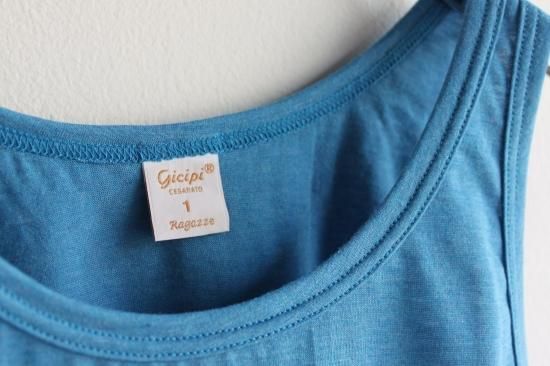 Gicipi®
CESARATO
1
Ragazze